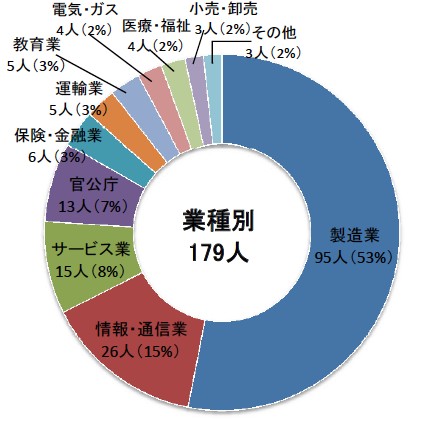 業種別
179人
製造業
95人(53%)
情報・通信業
26人(15%)
サービス業
15人(8%)
官公庁
13人(7%)
保険・金融業
6人(3%)
運輸業
5人(3%)
教育業
5人(3%)
電気・ガス
4人(2%)
医療・福祉
4人(2%)
小売・卸売
3人(2%)
その他
3人(2%)